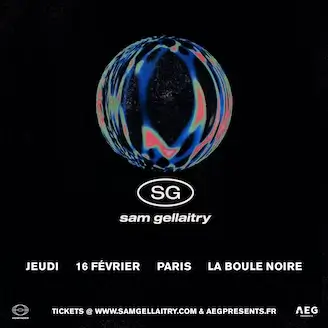 SG
sam gellaitry
JEUDI 16 FÉVRIER PARIS LA BOULE NOIRE
TICKETS @ WWW.SAMGELLAITRY.COM & AEGPRESENTS.FR
AEG